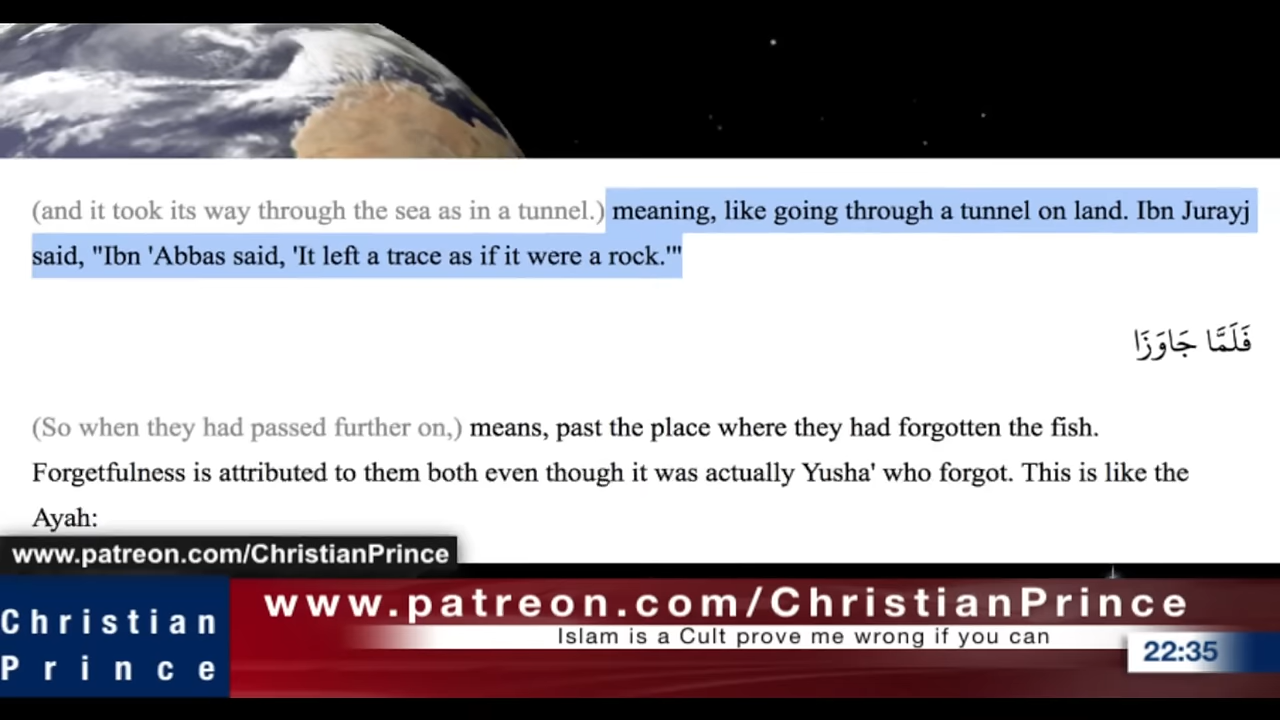 (and it took its way through the sea as in a tunnel.) meaning, like going through a tunnel on land. Ibn Jurayj
said, "Ibn 'Abbas said, 'It left a trace as if it were a rock.'"
فَلَمَّا جَاوَزَا
(So when they had passed further on,) means, past the place where they had forgotten the fish.
Forgetfulness is attributed to them both even though it was actually Yusha' who forgot. This is like the
Ayah:
www.patreon.com/ChristianPrince
www.patreon.com/ChristianPrince
Islam is a Cult prove me wrong if you can
Christian
Prince
22:35